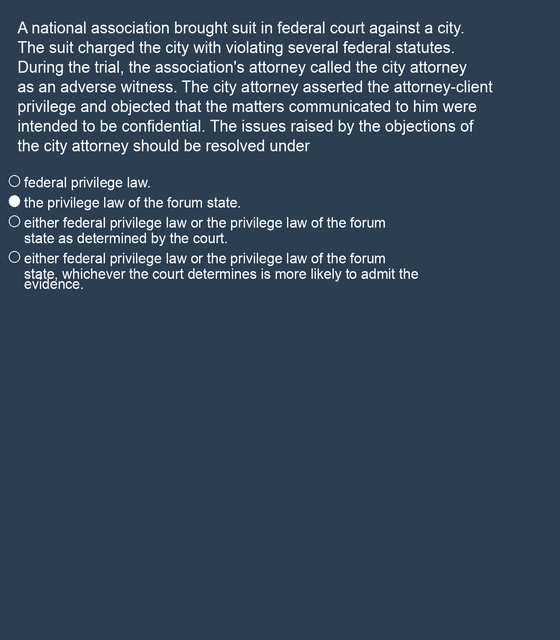 A national association brought suit in federal court against a city.
The suit charged the city with violating several federal statutes.
During the trial, the association's attorney called the city attorney
as an adverse witness. The city attorney asserted the attorney-client
privilege and objected that the matters communicated to him were
intended to be confidential. The issues raised by the objections of
the city attorney should be resolved under
federal privilege law.
the privilege law of the forum state.
either federal privilege law or the privilege law of the forum
state as determined by the court.
either federal privilege law or the privilege law of the forum
state, whichever the court determines is more likely to admit the
evidence.